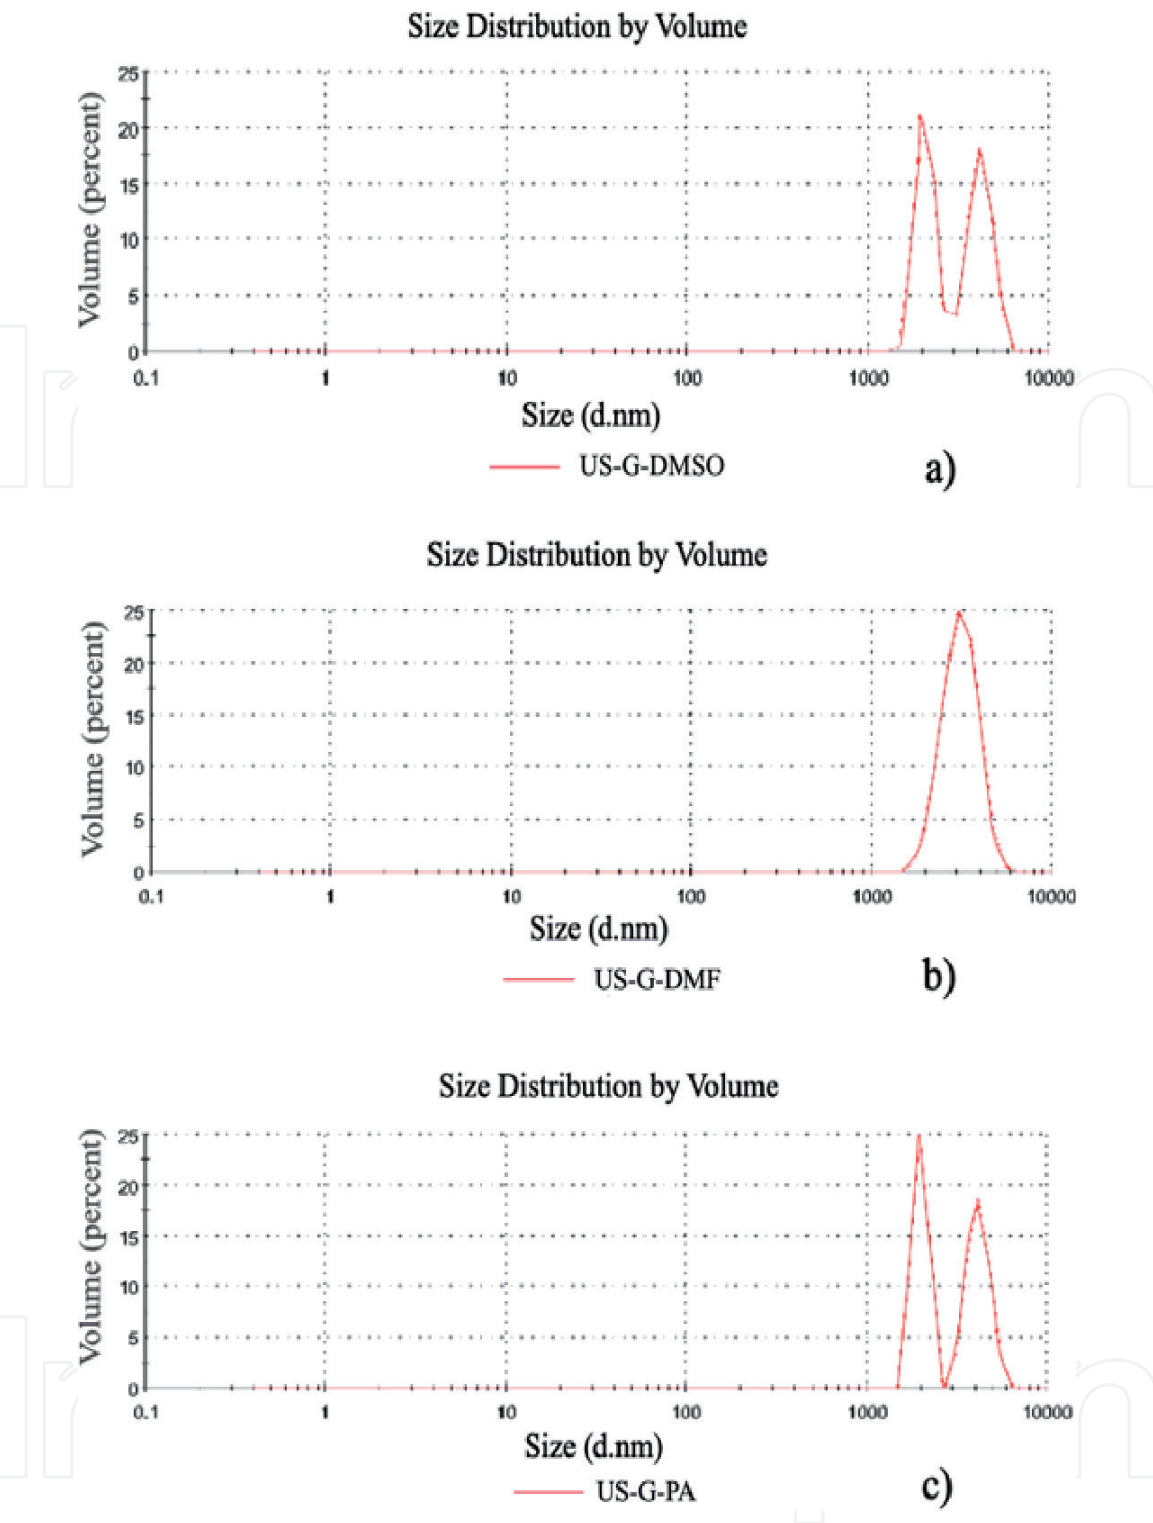 Size Distribution by Volume
Volume (percent)
25
20
15
10
5
0
0.1 1 10 100 1000 10000
Size (d.nm)
US-G-DMSO
a)
Size Distribution by Volume
Volume (percent)
25
20
15
10
5
0
0.1 1 10 100 1000 10000
Size (d.nm)
US-G-DMF
b)
Size Distribution by Volume
Volume (percent)
25
20
15
10
5
0
0.1 1 10 100 1000 10000
Size (d.nm)
US-G-PA
c)